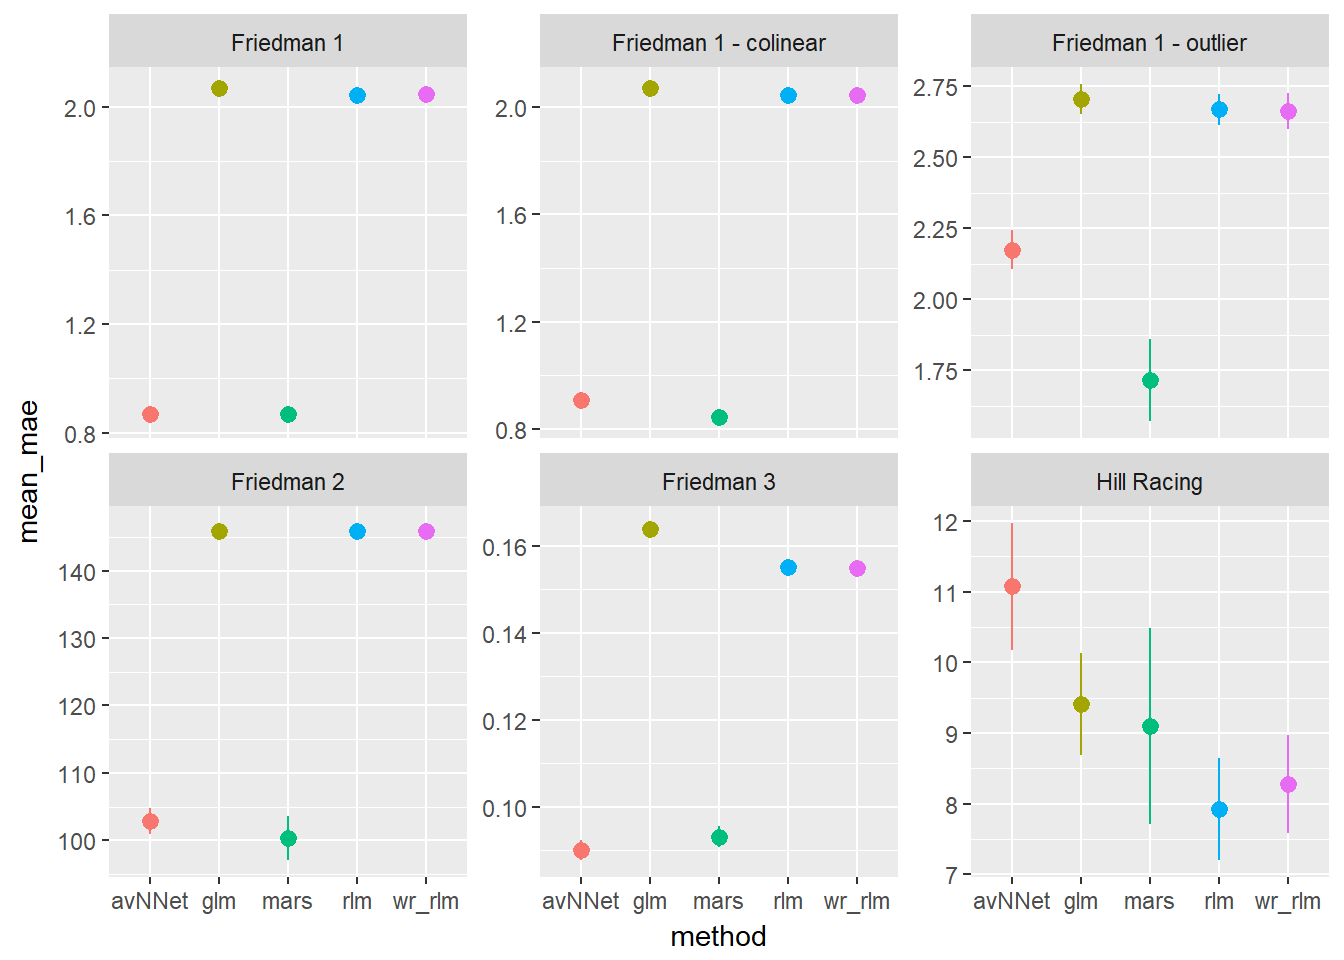 Friedman 1
Friedman 1 - colinear
Friedman 1 - outlier
2.0
1.6
1.2
0.8
2.0
1.6
1.2
0.8
2.75
2.50
2.25
2.00
1.75
mean_mae
Friedman 2
Friedman 3
Hill Racing
140
130
120
110
100
0.16
0.14
0.12
0.10
12
11
10
9
8
7
avNNet glm mars rlm wr_rlm
avNNet glm mars rlm wr_rlm
avNNet glm mars rlm wr_rlm
method